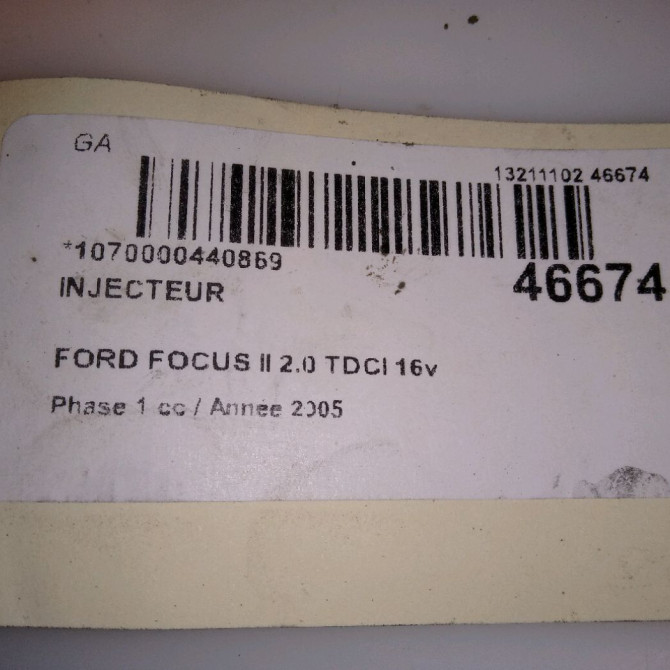 GA
13211102 46674
*1070000440869
46674
INJECTEUR
FORD FOCUS II 2.0 TDCI 16v
Phase 1 cc / Année 2005